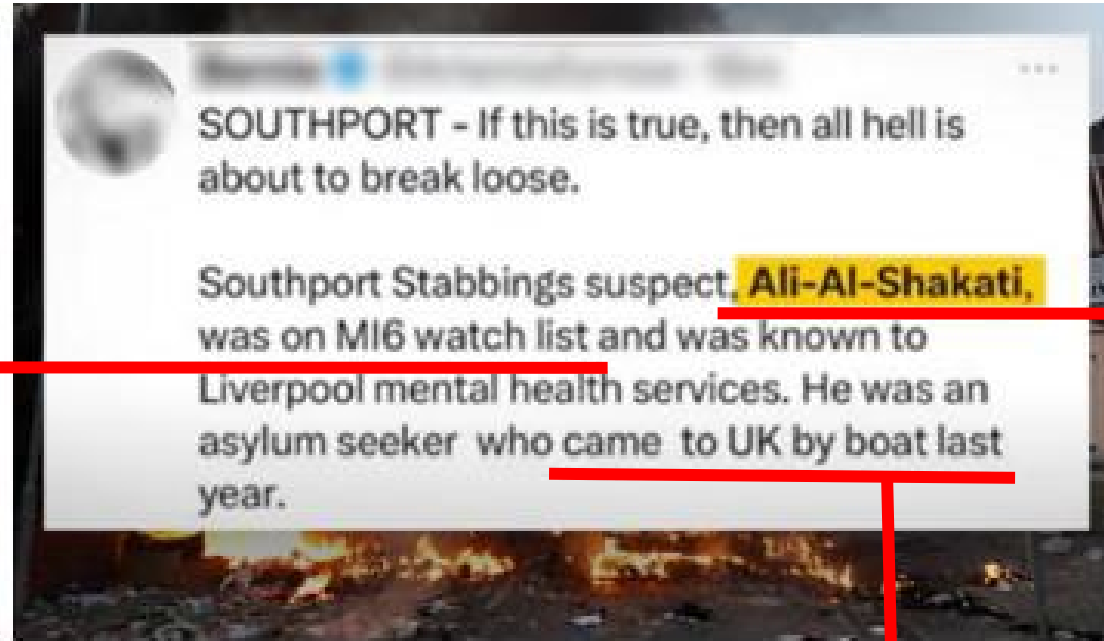 SOUTHPORT - If this is true, then all hell is
about to break loose.
Southport Stabbings suspect, Ali-Al-Shakati,
was on MI6 watch list and was known to
Liverpool mental health services. He was an
asylum seeker who came to UK by boat last
year.